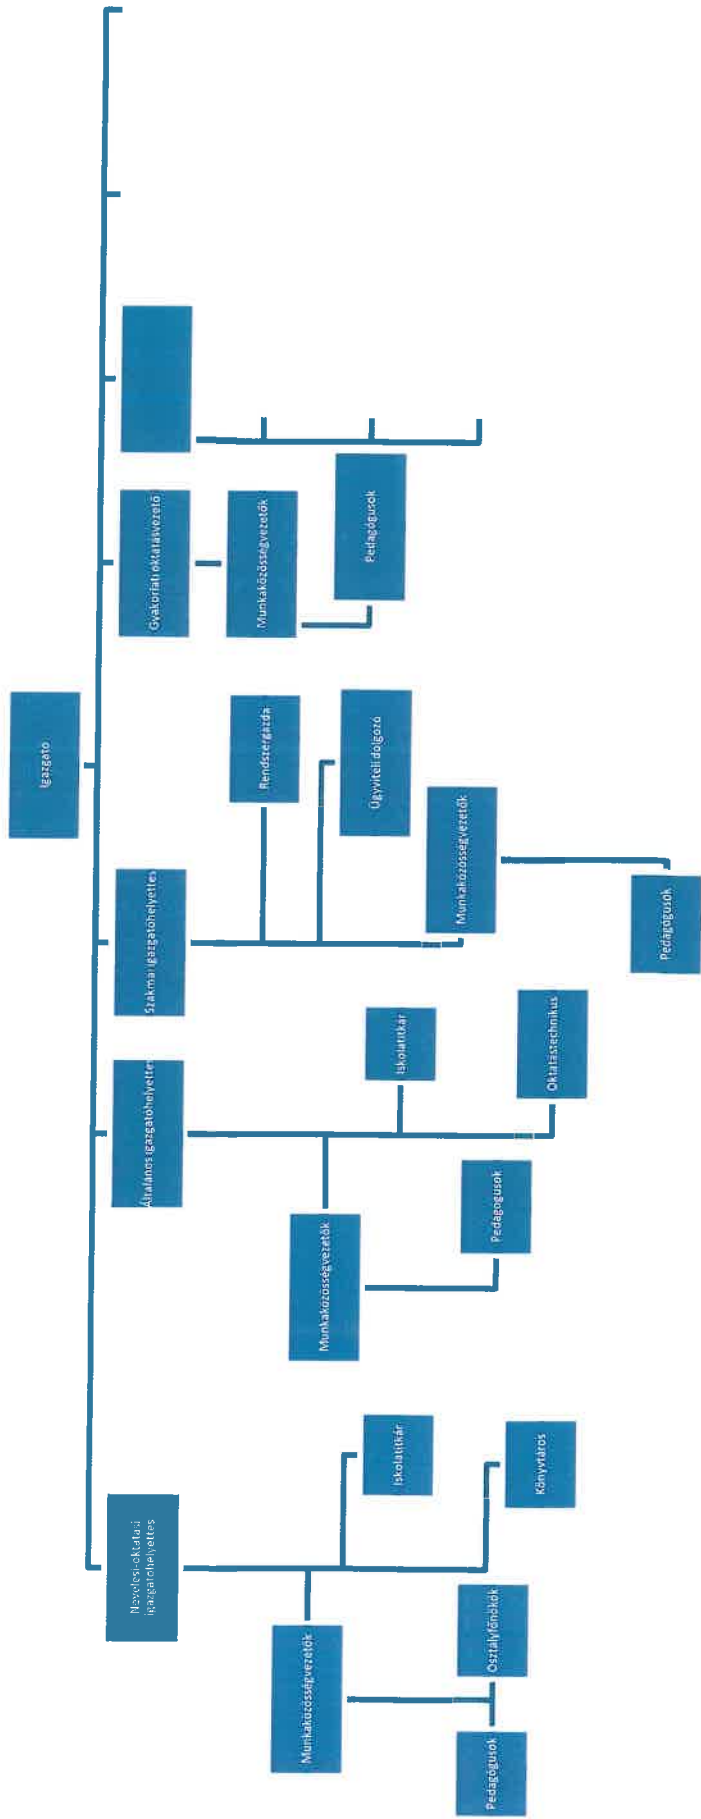 Igazgató
Nevelési-oktatási
igazgatóhelyettes
Általános igazgatóhelyettes
Szakmai igazgatóhelyettes
Gyakorlati oktatásvezető
Munkaközösségvezetők
Iskolatitkár
Könyvtáros
Pedagógusok
Osztályfőnökök
Munkaközösségvezetők
Iskolatitkár
Pedagógusok
Oktatástechnikus
Rendszergazda
Ügyviteli dolgozó
Munkaközösségvezetők
Pedagógusok
Munkaközösségvezetők
Pedagógusok